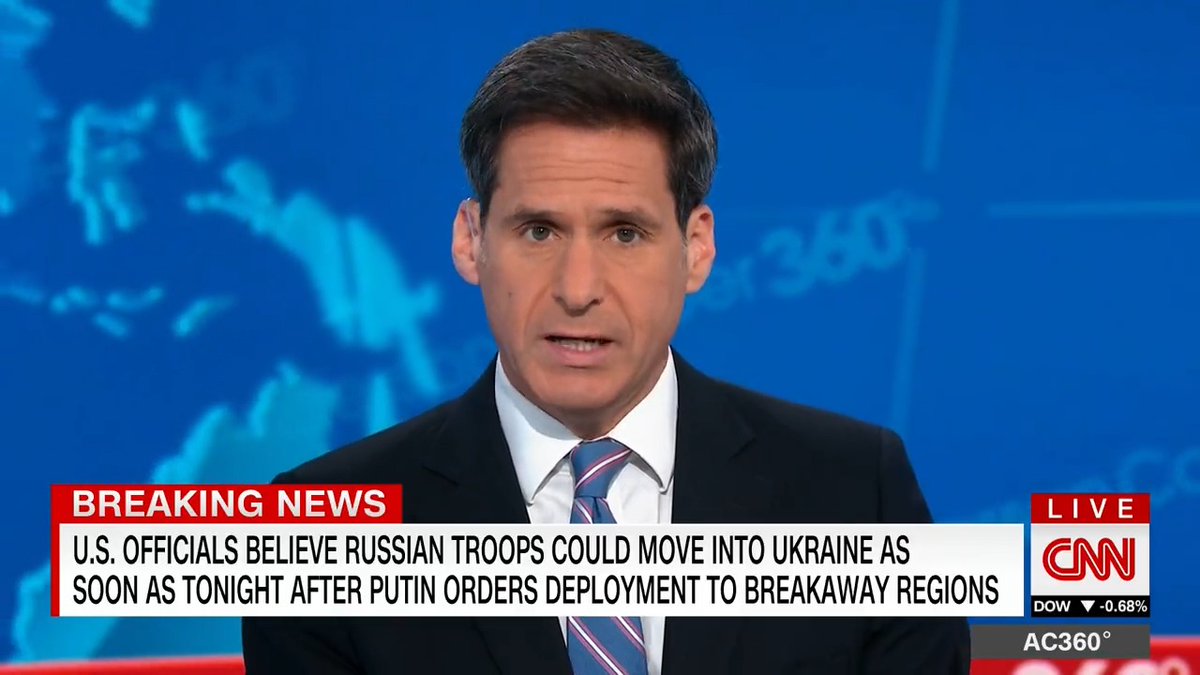 er360°
BREAKING NEWS
U.S. OFFICIALS BELIEVE RUSSIAN TROOPS COULD MOVE INTO UKRAINE AS
SOON AS TONIGHT AFTER PUTIN ORDERS DEPLOYMENT TO BREAKAWAY REGIONS
LIVE
CNN
DOW ▼ -0.68%
AC360°